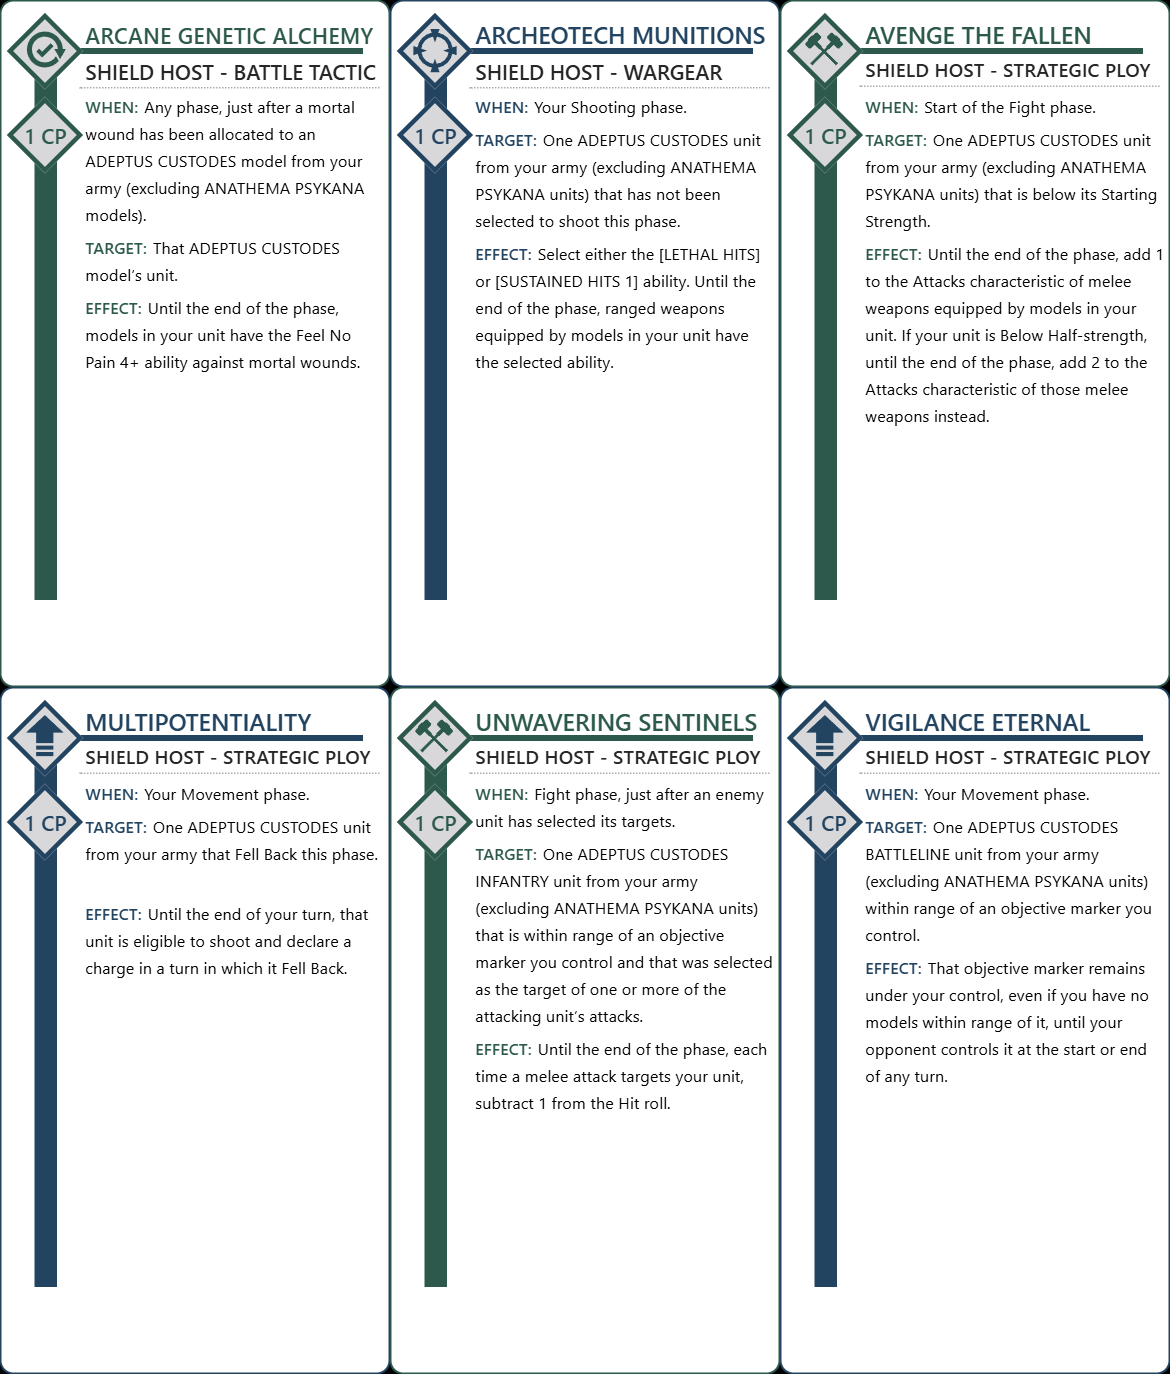 ARCANE GENETIC ALCHEMY
SHIELD HOST - BATTLE TACTIC
1 CP
WHEN: Any phase, just after a mortal
wound has been allocated to an
ADEPTUS CUSTODES model from your
army (excluding ANATHEMA PSYKANA
models).
TARGET: That ADEPTUS CUSTODES
model's unit.
EFFECT: Until the end of the phase,
models in your unit have the Feel No
Pain 4+ ability against mortal wounds.
ARCHEOTECH MUNITIONS
SHIELD HOST - WARGEAR
1 CP
WHEN: Your Shooting phase.
TARGET: One ADEPTUS CUSTODES unit
from your army (excluding ANATHEMA
PSYKANA units) that has not been
selected to shoot this phase.
EFFECT: Select either the [LETHAL HITS]
or [SUSTAINED HITS 1] ability. Until the
end of the phase, ranged weapons
equipped by models in your unit have
the selected ability.
AVENGE THE FALLEN
SHIELD HOST - STRATEGIC PLOY
1 CP
WHEN: Start of the Fight phase.
TARGET: One ADEPTUS CUSTODES unit
from your army (excluding ANATHEMA
PSYKANA units) that is below its Starting
Strength.
EFFECT: Until the end of the phase, add 1
to the Attacks characteristic of melee
weapons equipped by models in your
unit. If your unit is Below Half-strength,
until the end of the phase, add 2 to the
Attacks characteristic of those melee
weapons instead.
MULTIPOTENTIALITY
SHIELD HOST - STRATEGIC PLOY
1 CP
WHEN: Your Movement phase.
TARGET: One ADEPTUS CUSTODES unit
from your army that Fell Back this phase.
EFFECT: Until the end of your turn, that
unit is eligible to shoot and declare a
charge in a turn in which it Fell Back.
UNWAVERING SENTINELS
SHIELD HOST - STRATEGIC PLOY
1 CP
WHEN: Fight phase, just after an enemy
unit has selected its targets.
TARGET: One ADEPTUS CUSTODES
INFANTRY unit from your army
(excluding ANATHEMA PSYKANA units)
that is within range of an objective
marker you control and that was selected
as the target of one or more of the
attacking unit's attacks.
EFFECT: Until the end of the phase, each
time a melee attack targets your unit,
subtract 1 from the Hit roll.
VIGILANCE ETERNAL
SHIELD HOST - STRATEGIC PLOY
1 CP
WHEN: Your Movement phase.
TARGET: One ADEPTUS CUSTODES
BATTLELINE unit from your army
(excluding ANATHEMA PSYKANA units)
within range of an objective marker you
control.
EFFECT: That objective marker remains
under your control, even if you have no
models within range of it, until your
opponent controls it at the start or end
of any turn.